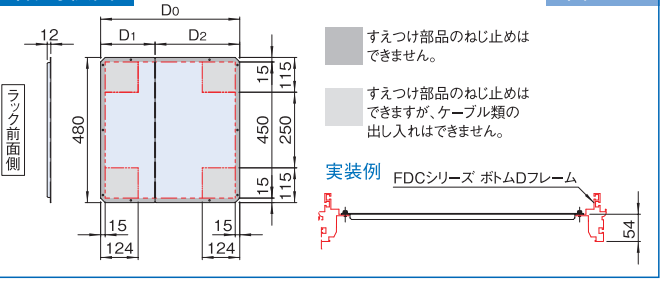 D0
D1
D2
12
ラック前面側
480
15
115
450
250
15
115
15
15
124
124
すえつけ部品のねじ止めは
できません。
すえつけ部品のねじ止めは
できますが、ケーブル類の
出し入れはできません。
実装例
FDCシリーズ ボトムDフレーム
54